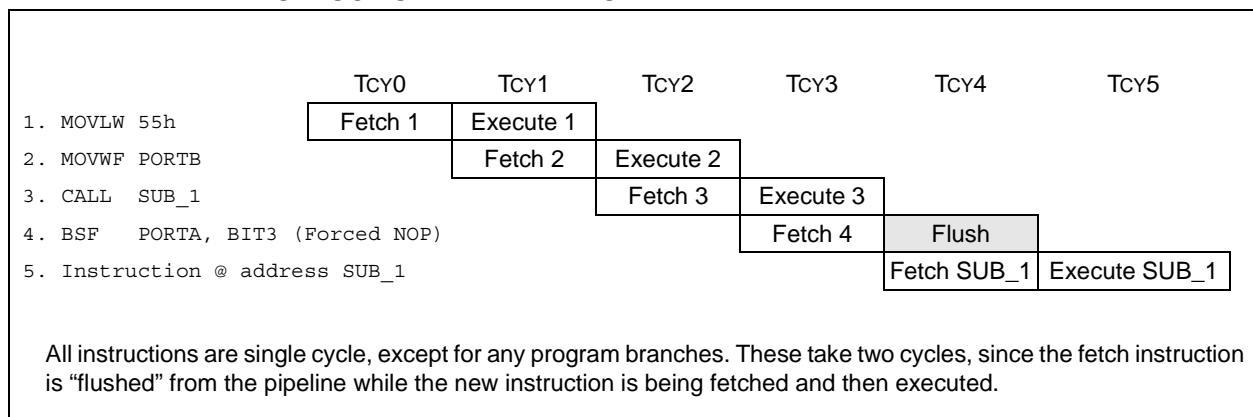 TCY0 TCY1 TCY2 TCY3 TCY4 TCY5
1. MOVLW 55h Fetch 1 Execute 1
2. MOVWF PORTB Fetch 2 Execute 2
3. CALL SUB_1 Fetch 3 Execute 3
4. BSF PORTA, BIT3 (Forced NOP) Fetch 4 Flush
5. Instruction @ address SUB_1 Fetch SUB_1 Execute SUB_1
All instructions are single cycle, except for any program branches. These take two cycles, since the fetch instruction
is “flushed” from the pipeline while the new instruction is being fetched and then executed.